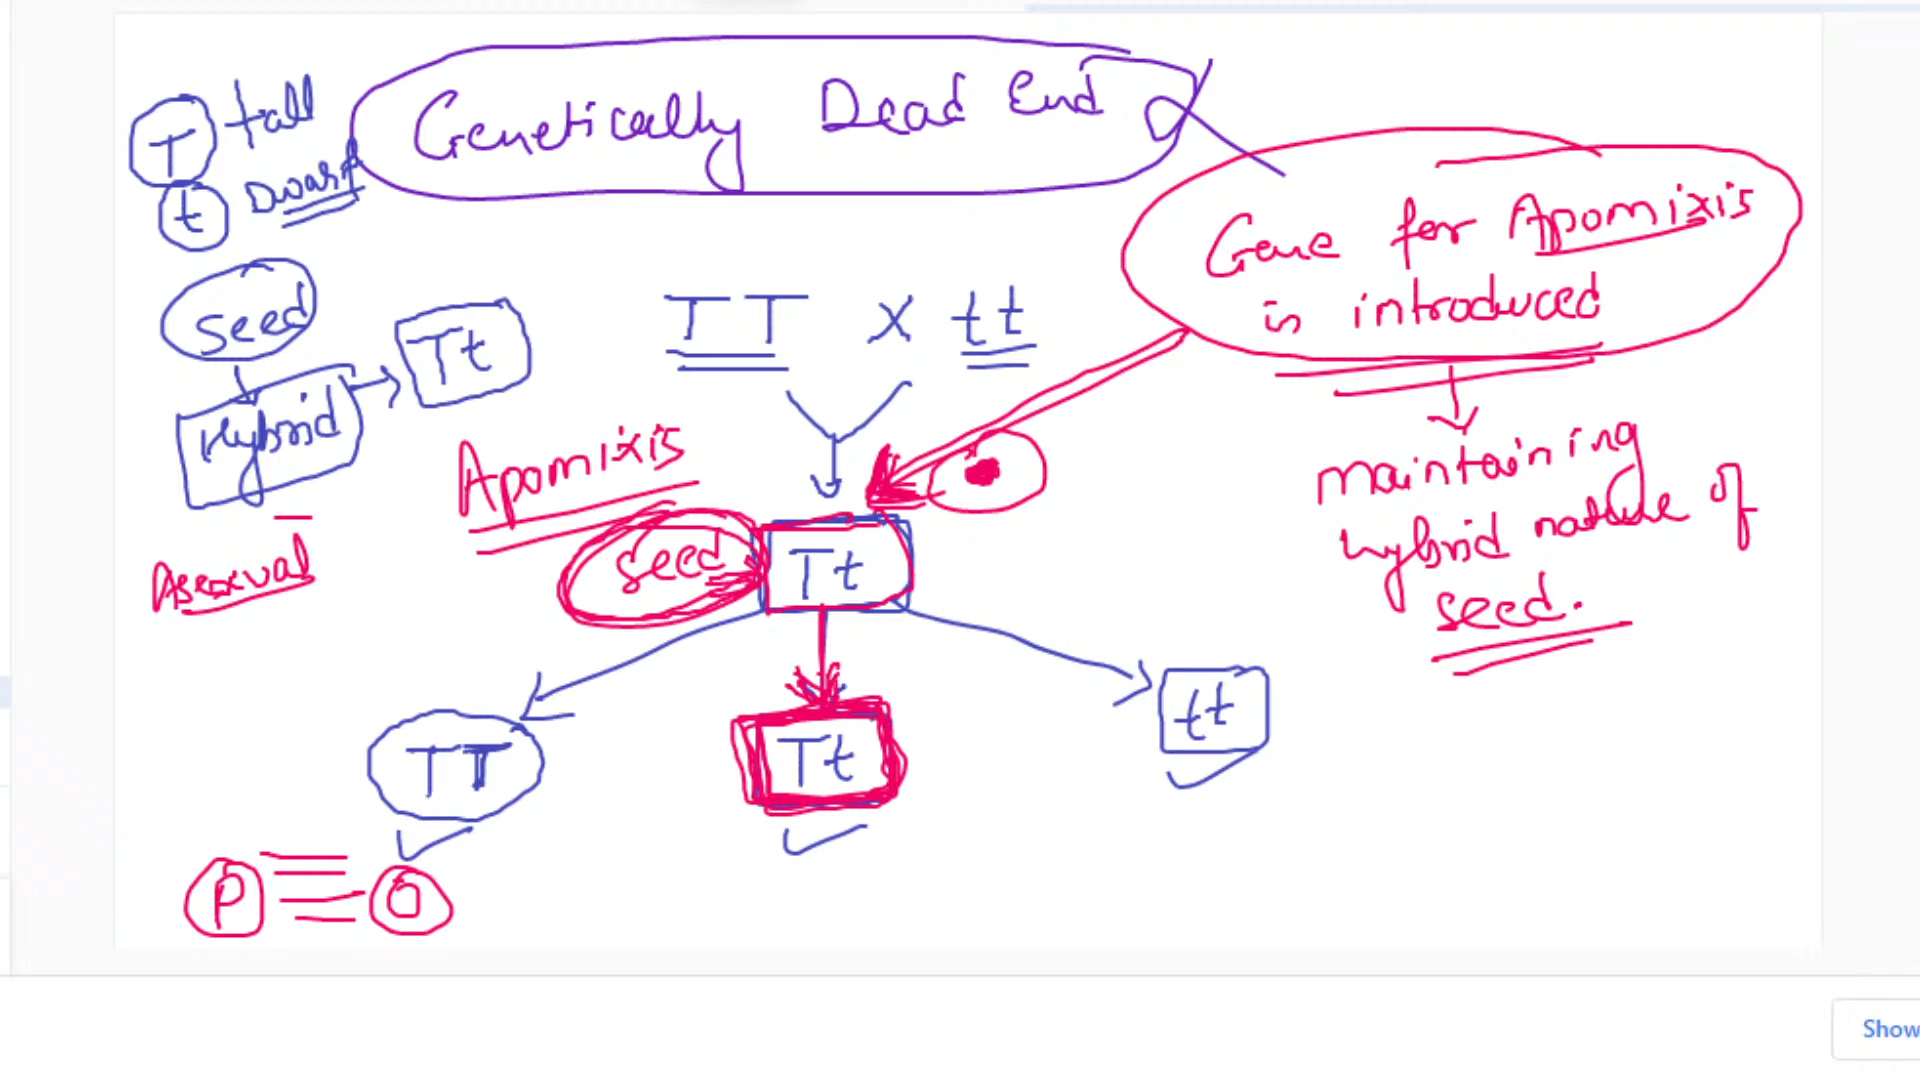 Genetically Dead End
T tall
t Dwarf
Seed
Hybrid
Tt
TT x tt
Gene for Apomixis
is introduced
maintaining
hybrid nature of
seed.
Apomixis
seed
Tt
Asexual
TT
Tt
tt
P
O
Show